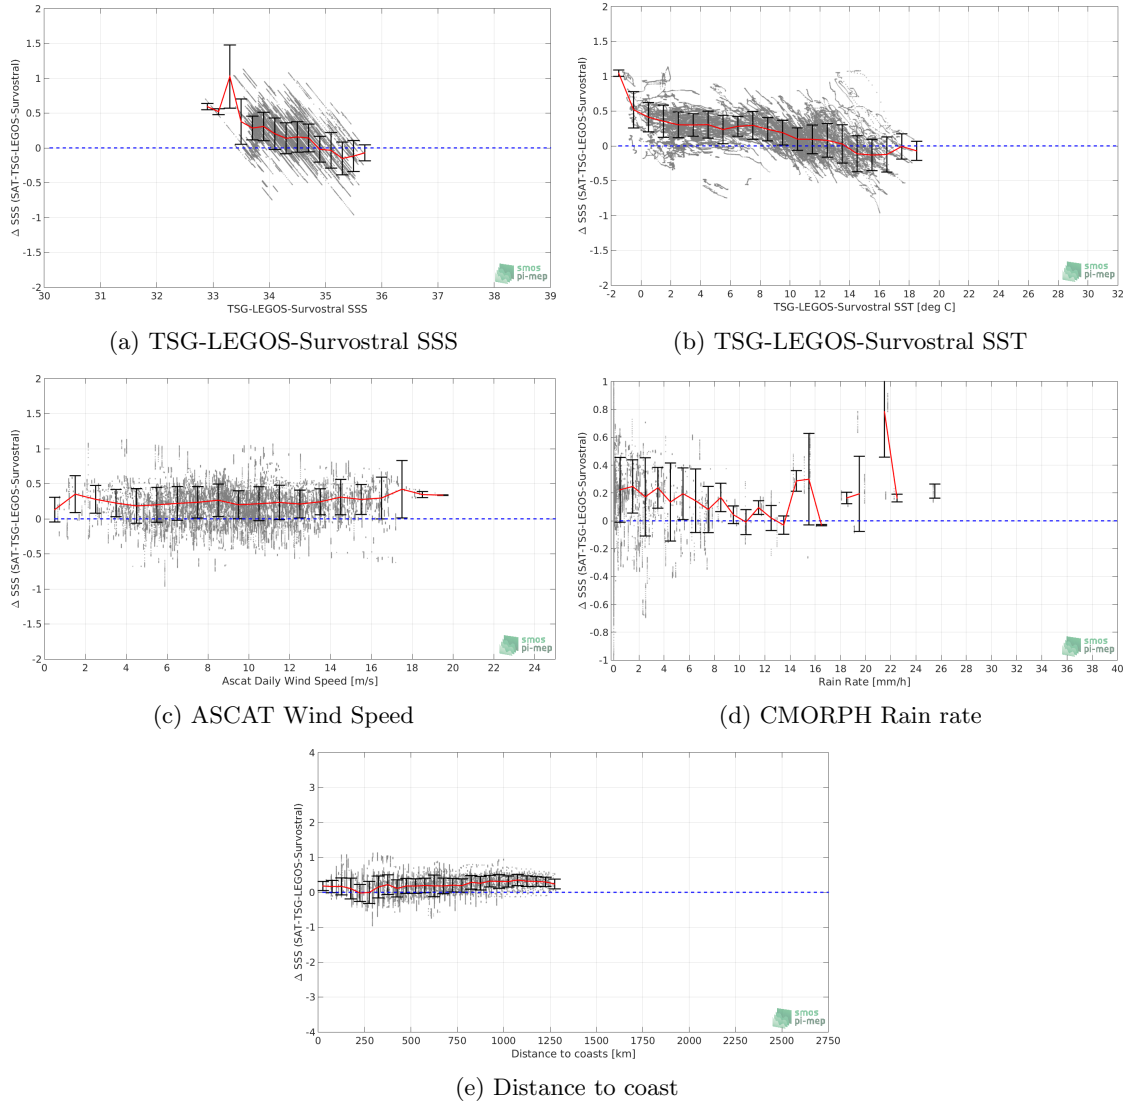 2
1.5
1
0.5
0
-0.5
-1
-1.5
-2
Δ SSS (SAT-TSG-LEGOS-Survostral)
30 31 32 33 34 35 36 37 38 39
TSG-LEGOS-Survostral SSS
smos
pi-mep
(a) TSG-LEGOS-Survostral SSS
2
1.5
1
0.5
0
-0.5
-1
-1.5
-2
Δ SSS (SAT-TSG-LEGOS-Survostral)
-2 0 2 4 6 8 10 12 14 16 18 20 22 24 26 28 30 32
TSG-LEGOS-Survostral SST [deg C]
smos
pi-mep
(b) TSG-LEGOS-Survostral SST
2
1.5
1
0.5
0
-0.5
-1
-1.5
-2
Δ SSS (SAT-TSG-LEGOS-Survostral)
0 2 4 6 8 10 12 14 16 18 20 22 24
Ascat Daily Wind Speed [m/s]
smos
pi-mep
(c) ASCAT Wind Speed
1
0.8
0.6
0.4
0.2
0
-0.2
-0.4
-0.6
-0.8
-1
Δ SSS (SAT-TSG-LEGOS-Survostral)
0 2 4 6 8 10 12 14 16 18 20 22 24 26 28 30 32 34 36 38 40
Rain Rate [mm/h]
smos
pi-mep
(d) CMORPH Rain rate
4
3
2
1
0
-1
-2
-3
-4
Δ SSS (SAT-TSG-LEGOS-Survostral)
0 250 500 750 1000 1250 1500 1750 2000 2250 2500 2750
Distance to coasts [km]
smos
pi-mep
(e) Distance to coast